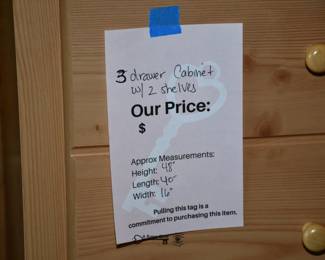 3 drawer Cabinet
w/ 2 shelves
Our Price:
$
Approx Measurements:
Height: 48"
Length: 40"
Width: 16"
Pulling this tag is a
commitment to purchasing this item.